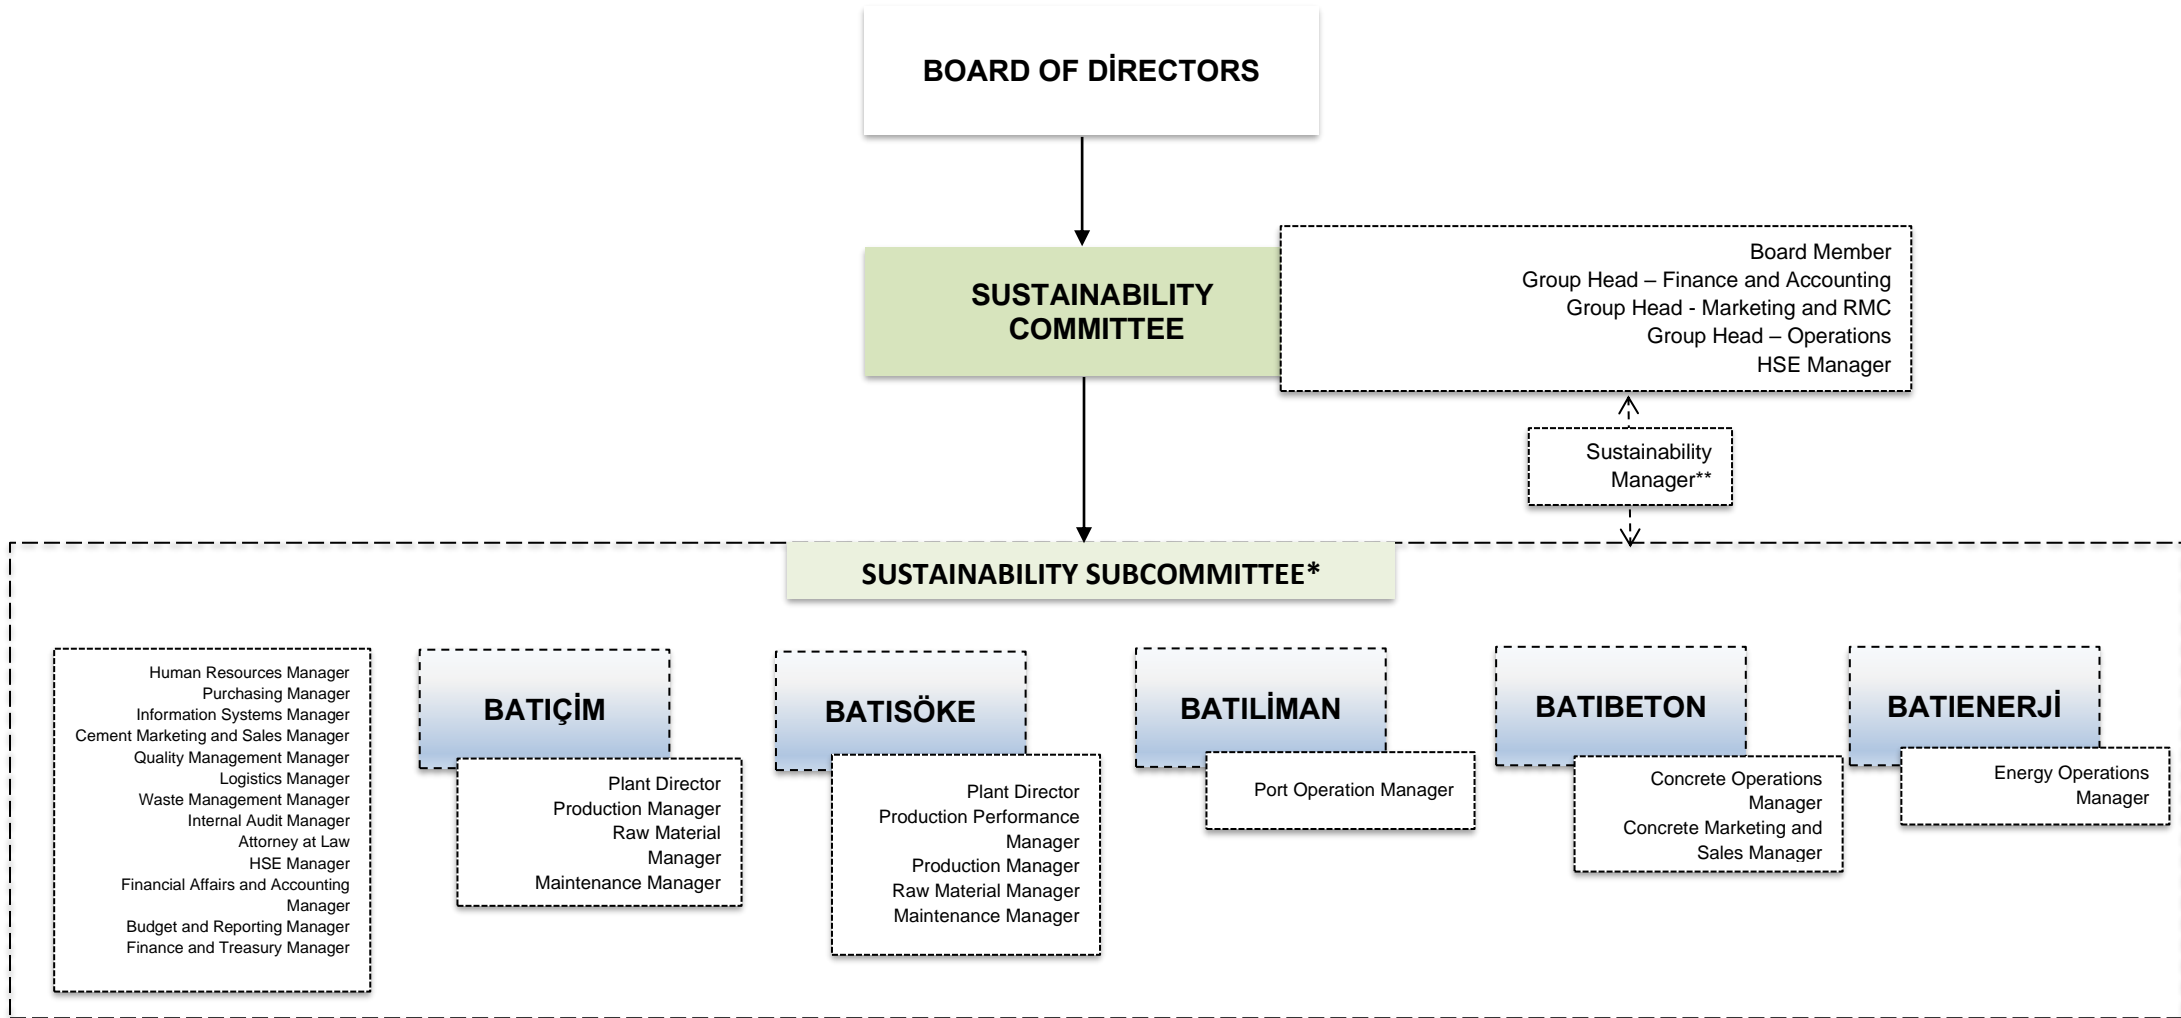 BOARD OF DİRECTORS
SUSTAINABILITY
COMMITTEE
Board Member
Group Head – Finance and Accounting
Group Head - Marketing and RMC
Group Head – Operations
HSE Manager
Sustainability
Manager**
SUSTAINABILITY SUBCOMMITTEE*
Human Resources Manager
Purchasing Manager
Information Systems Manager
Cement Marketing and Sales Manager
Quality Management Manager
Logistics Manager
Waste Management Manager
Internal Audit Manager
Attorney at Law
HSE Manager
Financial Affairs and Accounting
Manager
Budget and Reporting Manager
Finance and Treasury Manager
BATIÇİM
Plant Director
Production Manager
Raw Material
Manager
Maintenance Manager
BATISÖKE
Plant Director
Production Performance
Manager
Production Manager
Raw Material Manager
Maintenance Manager
BATILİMAN
Port Operation Manager
BATIBETON
Concrete Operations
Manager
Concrete Marketing and
Sales Manager
BATIENERJİ
Energy Operations
Manager